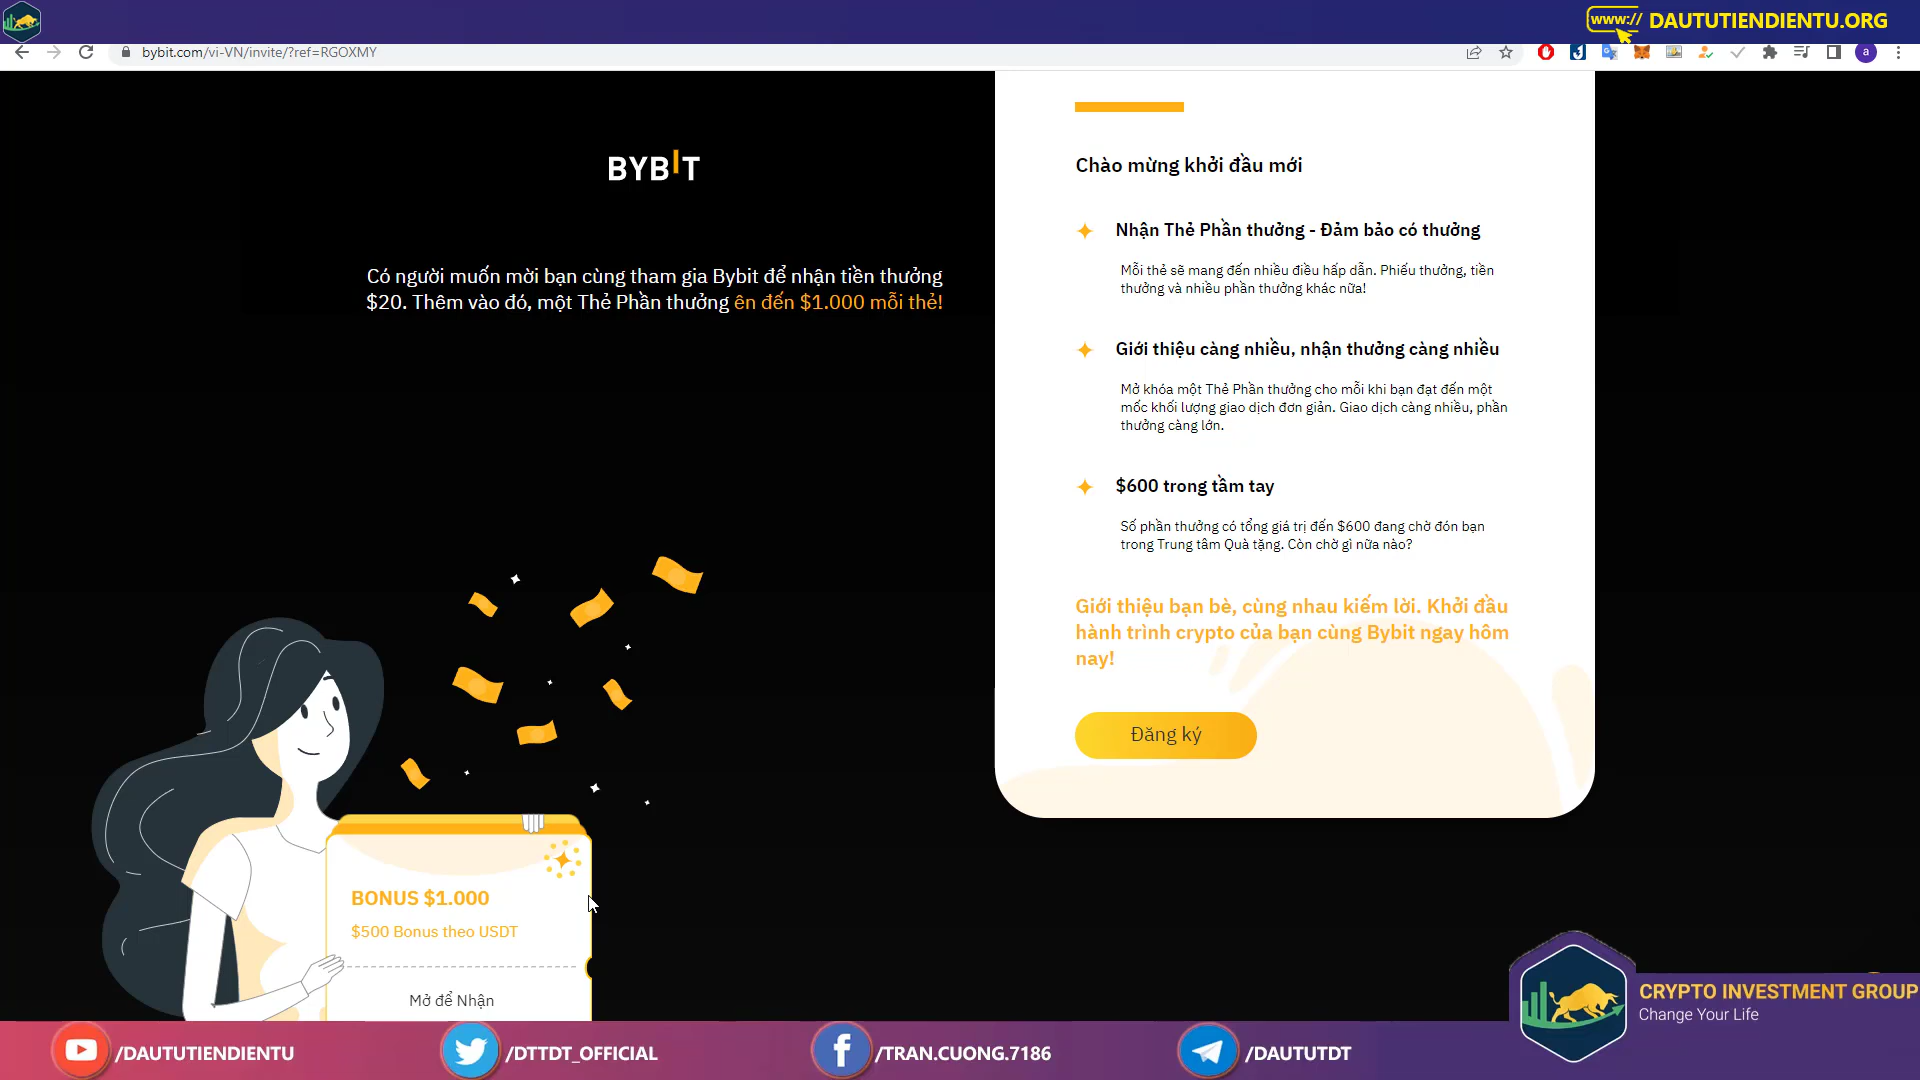 www:// DAUTUTIENDIENTU.ORG
bybit.com/vi-VN/invite/?ref=RGOXMY
a
BYBIT
Có người muốn mời bạn cùng tham gia Bybit để nhận tiền thưởng
$20. Thêm vào đó, một Thẻ Phần thưởng ên đến $1.000 mỗi thẻ!
BONUS $1.000
$500 Bonus theo USDT
Mở để Nhận
Chào mừng khởi đầu mới
Nhận Thẻ Phần thưởng - Đảm bảo có thưởng
Mỗi thẻ sẽ mang đến nhiều điều hấp dẫn. Phiếu thưởng, tiền
thưởng và nhiều phần thưởng khác nữa!
Giới thiệu càng nhiều, nhận thưởng càng nhiều
Mở khóa một Thẻ Phần thưởng cho mỗi khi bạn đạt đến một
mốc khối lượng giao dịch đơn giản. Giao dịch càng nhiều, phần
thưởng càng lớn.
$600 trong tầm tay
Số phần thưởng có tổng giá trị đến $600 đang chờ đón bạn
trong Trung tâm Quà tặng. Còn chờ gì nữa nào?
Giới thiệu bạn bè, cùng nhau kiếm lời. Khởi đầu
hành trình crypto của bạn cùng Bybit ngay hôm
nay!
Đăng ký
CRYPTO INVESTMENT GROUP
Change Your Life
/DAUTUTIENDIENTU
/DTTDT_OFFICIAL
/TRAN.CUONG.7186
/DAUTUTDT